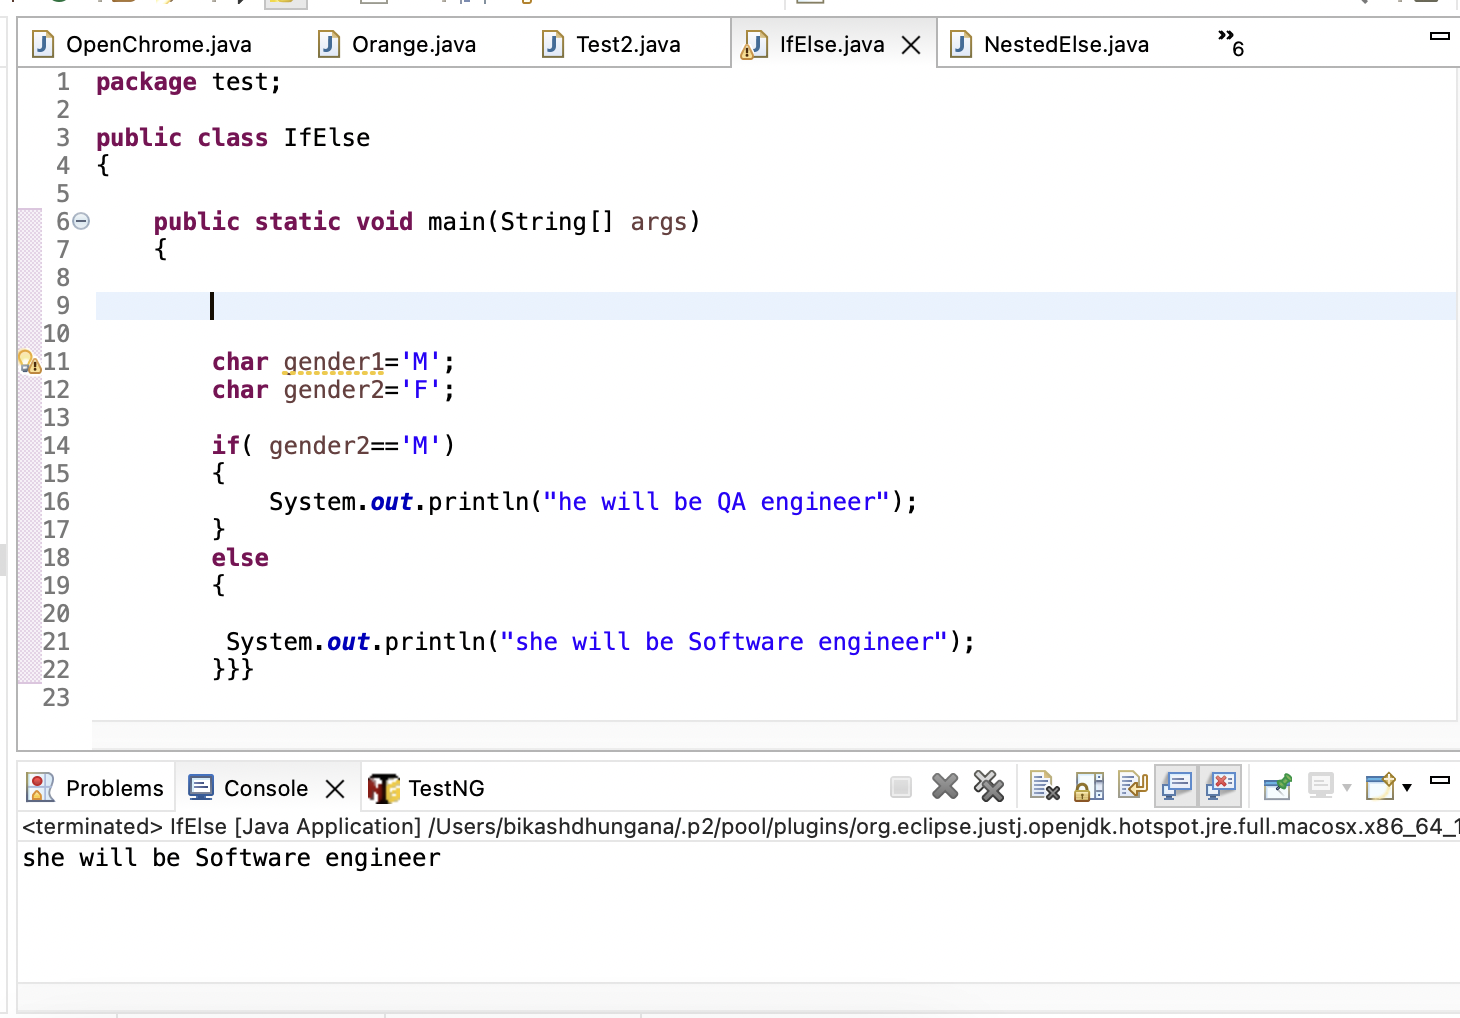 OpenChrome.java Orange.java Test2.java IfElse.java NestedElse.java »6
1 package test;
2
3 public class IfElse
4 {
5
6 public static void main(String[] args)
7 {
8
9
10
11 char gender1='M';
12 char gender2='F';
13
14 if( gender2=='M')
15 {
16 System.out.println("he will be QA engineer");
17 }
18 else
19 {
20
21 System.out.println("she will be Software engineer");
22 }}}
23
Problems Console TestNG
<terminated> IfElse [Java Application] /Users/bikashdhungana/.p2/pool/plugins/org.eclipse.justj.openjdk.hotspot.jre.full.macosx.x86_64_1
she will be Software engineer